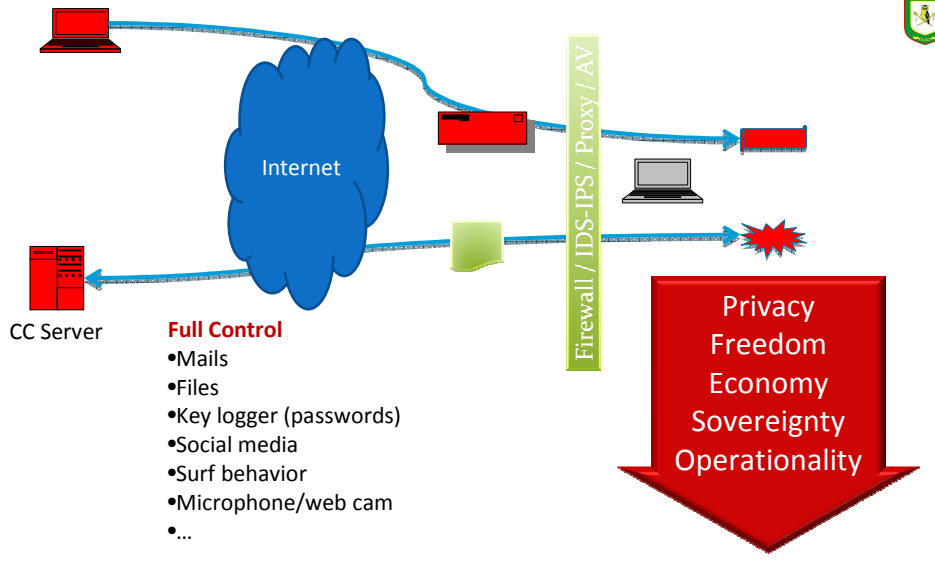 Internet
Firewall / IDS-IPS / Proxy / AV
CC Server
Full Control
•Mails
•Files
•Key logger (passwords)
•Social media
•Surf behavior
•Microphone/web cam
•...
Privacy
Freedom
Economy
Sovereignty
Operationality